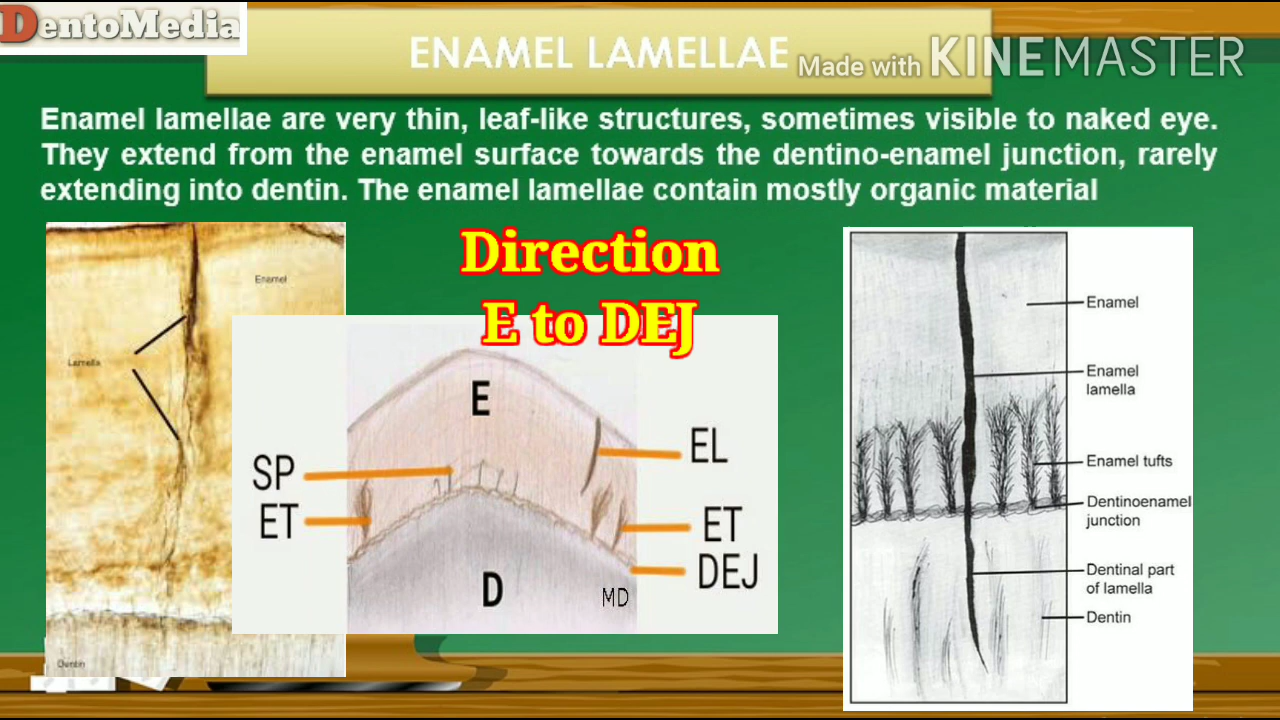 DentoMedia
ENAMEL LAMELLAE
Made with KINEMASTER
Enamel lamellae are very thin, leaf-like structures, sometimes visible to naked eye.
They extend from the enamel surface towards the dentino-enamel junction, rarely
extending into dentin. The enamel lamellae contain mostly organic material
Direction
E to DEJ
Enamel
Lamella
Dentin
E
SP
ET
EL
ET
DEJ
D
MD
Enamel
Enamel
lamella
Enamel tufts
Dentinoenamel
junction
Dentinal part
of lamella
Dentin